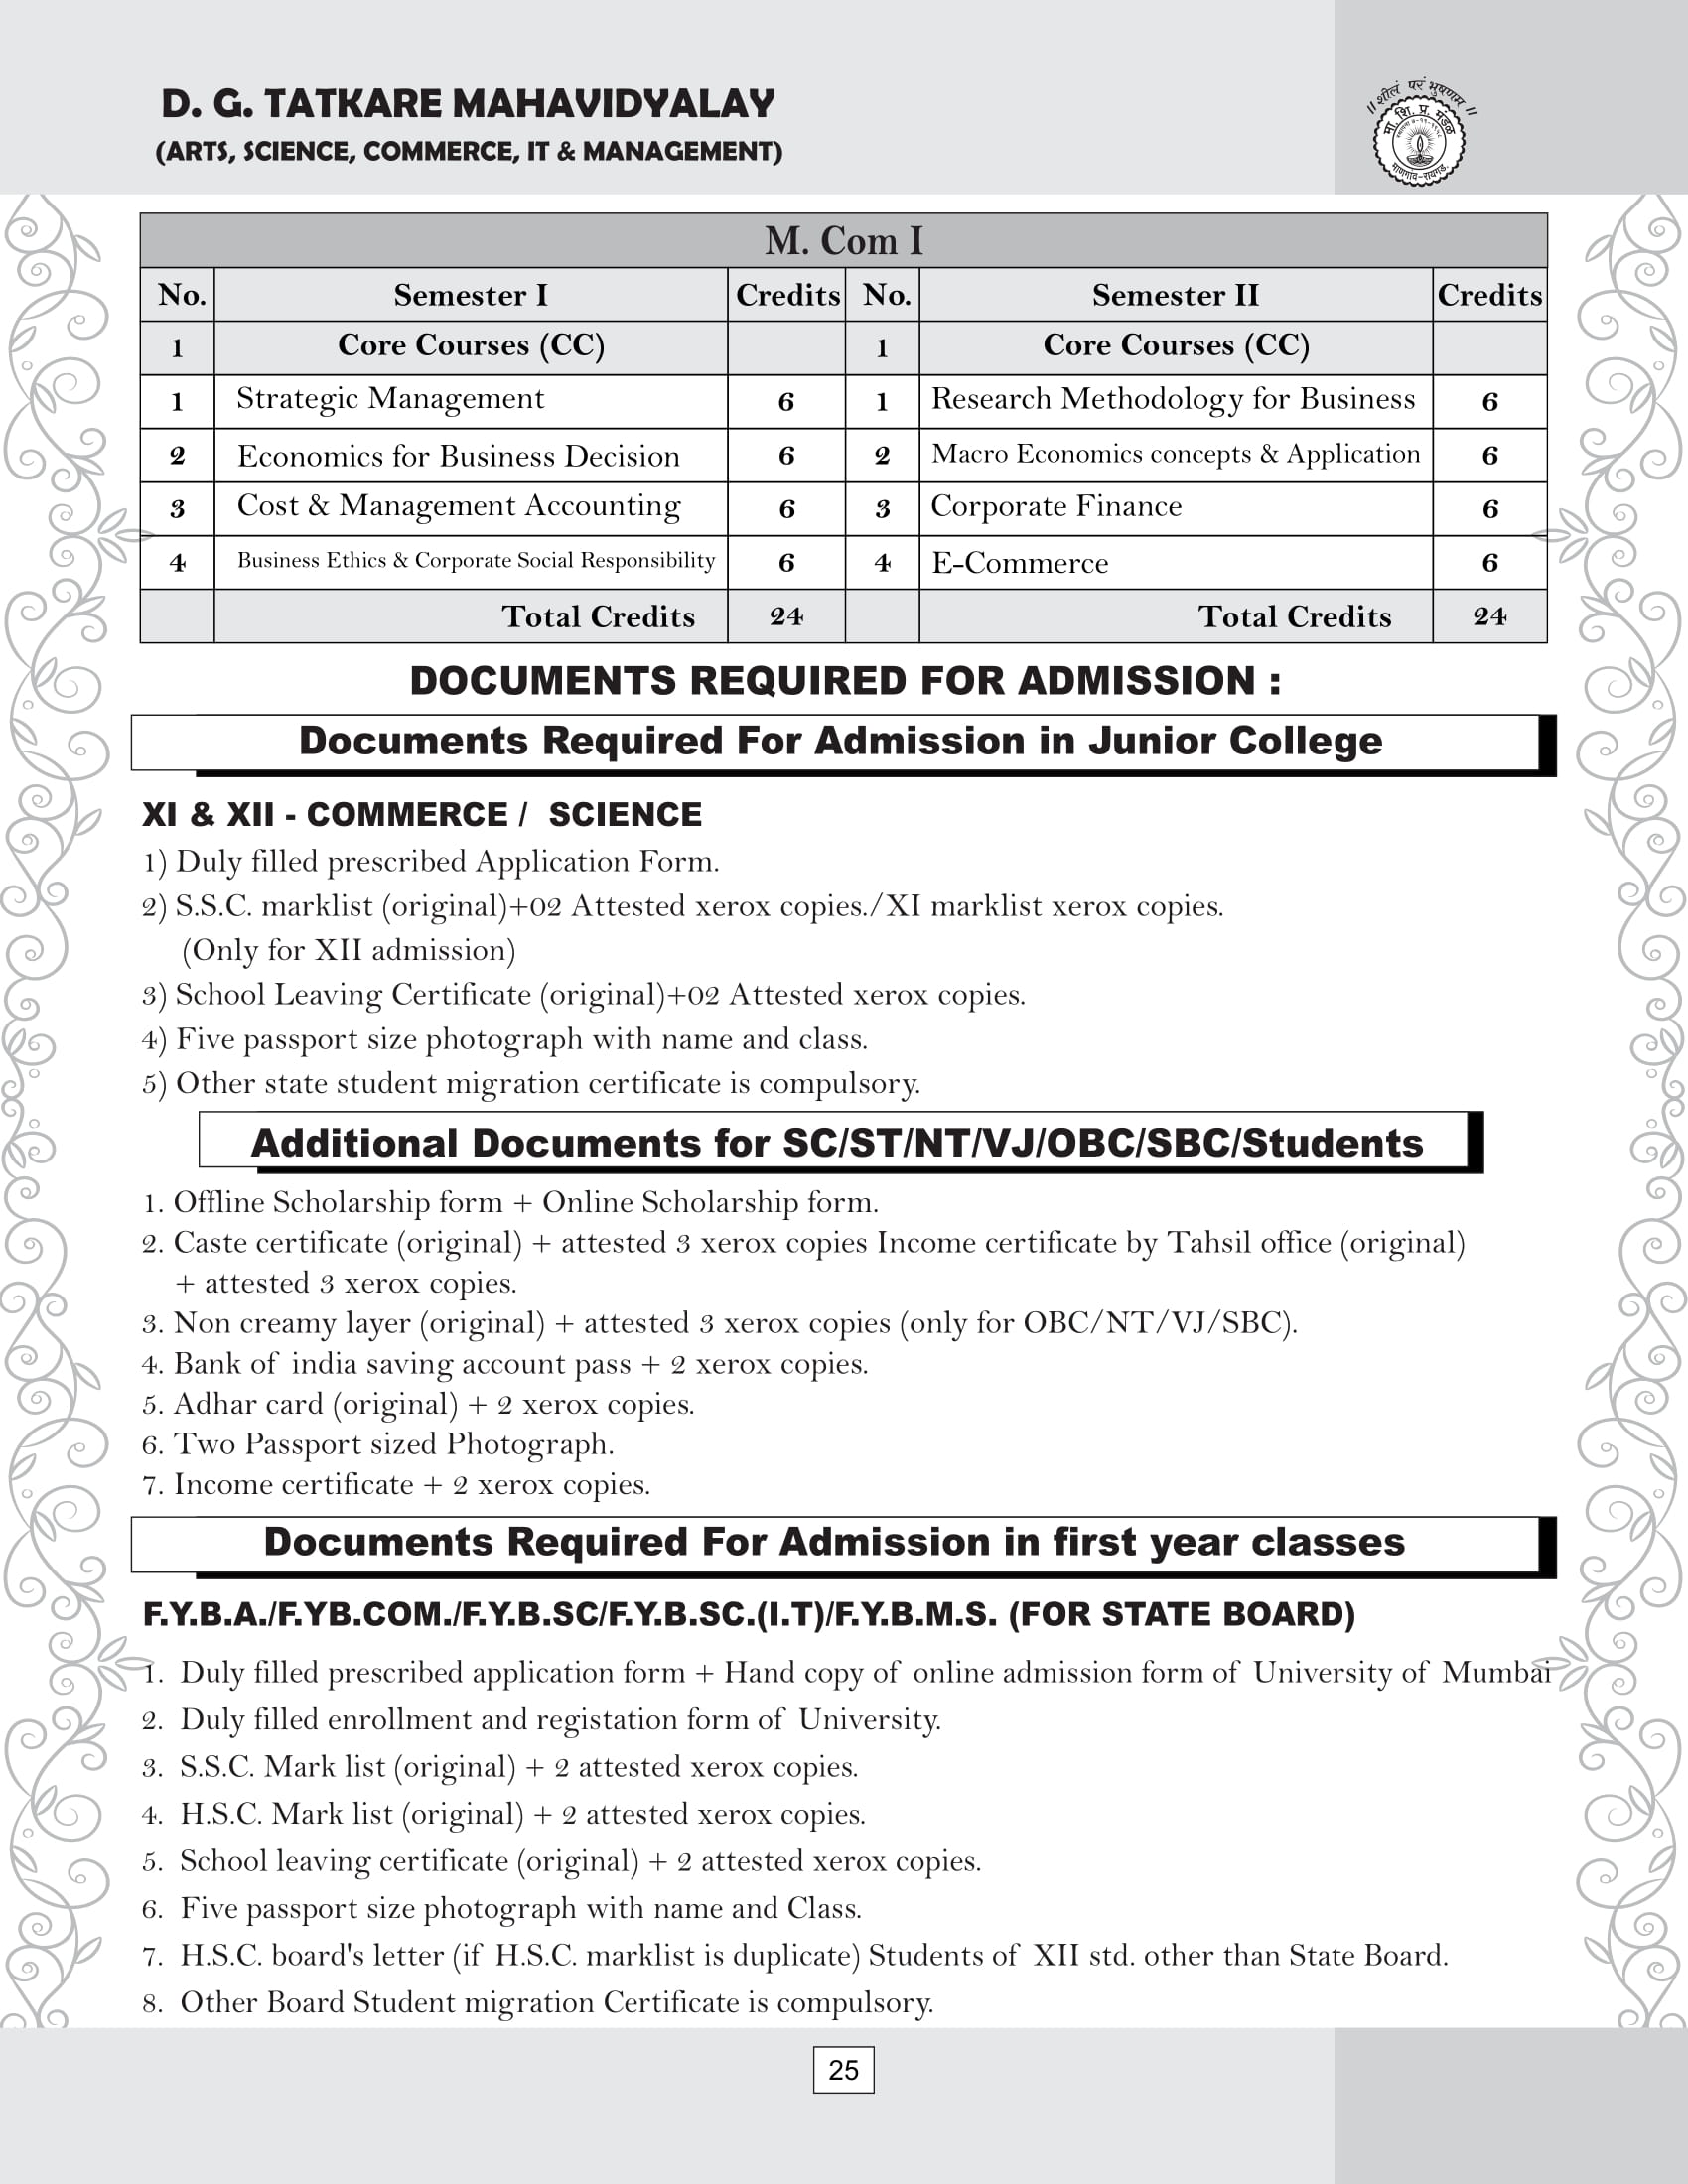 D. G. TATKARE MAHAVIDYALAY
(ARTS, SCIENCE, COMMERCE, IT & MANAGEMENT)
॥ शीलं परं भुषणम ॥
मा. शि. प्र. मंडळ
माणगांव-रायगड.
M. Com I
No. Semester I Credits No. Semester II Credits
1 Core Courses (CC) 1 Core Courses (CC)
1 Strategic Management 6 1 Research Methodology for Business 6
2 Economics for Business Decision 6 2 Macro Economics concepts & Application 6
3 Cost & Management Accounting 6 3 Corporate Finance 6
4 Business Ethics & Corporate Social Responsibility 6 4 E-Commerce 6
Total Credits 24 Total Credits 24
DOCUMENTS REQUIRED FOR ADMISSION :
Documents Required For Admission in Junior College
XI & XII - COMMERCE / SCIENCE
1) Duly filled prescribed Application Form.
2) S.S.C. marklist (original)+02 Attested xerox copies./XI marklist xerox copies.
(Only for XII admission)
3) School Leaving Certificate (original)+02 Attested xerox copies.
4) Five passport size photograph with name and class.
5) Other state student migration certificate is compulsory.
Additional Documents for SC/ST/NT/VJ/OBC/SBC/Students
1. Offline Scholarship form + Online Scholarship form.
2. Caste certificate (original) + attested 3 xerox copies Income certificate by Tahsil office (original)
+ attested 3 xerox copies.
3. Non creamy layer (original) + attested 3 xerox copies (only for OBC/NT/VJ/SBC).
4. Bank of india saving account pass + 2 xerox copies.
5. Adhar card (original) + 2 xerox copies.
6. Two Passport sized Photograph.
7. Income certificate + 2 xerox copies.
Documents Required For Admission in first year classes
F.Y.B.A./F.YB.COM./F.Y.B.SC/F.Y.B.SC.(I.T)/F.Y.B.M.S. (FOR STATE BOARD)
1. Duly filled prescribed application form + Hand copy of online admission form of University of Mumbai
2. Duly filled enrollment and registation form of University.
3. S.S.C. Mark list (original) + 2 attested xerox copies.
4. H.S.C. Mark list (original) + 2 attested xerox copies.
5. School leaving certificate (original) + 2 attested xerox copies.
6. Five passport size photograph with name and Class.
7. H.S.C. board's letter (if H.S.C. marklist is duplicate) Students of XII std. other than State Board.
8. Other Board Student migration Certificate is compulsory.
25